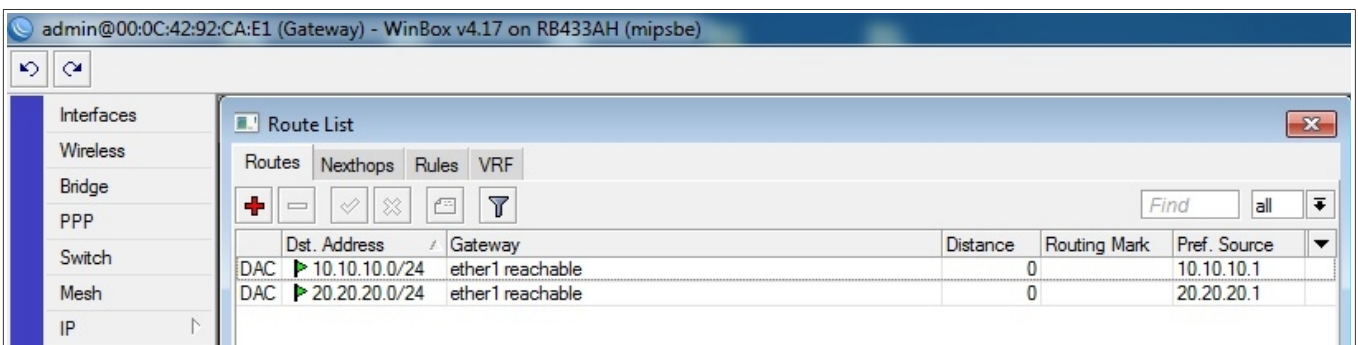 admin@00:0C:42:92:CA:E1 (Gateway) - WinBox v4.17 on RB433AH (mipsbe)
Interfaces
Wireless
Bridge
PPP
Switch
Mesh
IP
Route List
Routes Nexthops Rules VRF
Find all
Dst. Address Gateway Distance Routing Mark Pref. Source
DAC 10.10.10.0/24 ether1 reachable 0 10.10.10.1
DAC 20.20.20.0/24 ether1 reachable 0 20.20.20.1